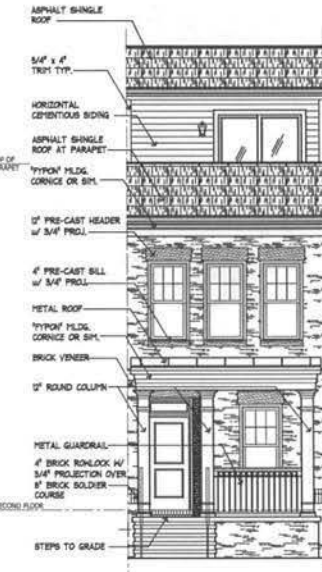 ASPHALT SHINGLE
ROOF
5/4" x 4"
TRIM TYP.
HORIZONTAL
CEMENTIOUS SIDING
ASPHALT SHINGLE
ROOF AT PARAPET
OF
"FYPON" MLDG.
CORNICE OR SIM.
12" PRE-CAST HEADER
W/ 3/4" PROJ.
4" PRE-CAST SILL
W/ 3/4" PROJ.
METAL ROOF
"FYPON" MLDG.
CORNICE OR SIM.
BRICK VENEER
12" ROUND COLUMN
METAL GUARDRAIL
4" BRICK ROWLOCK W/
3/4" PROJECTION OVER
8" BRICK SOLDIER
COURSE
SECOND FLOOR
STEPS TO GRADE